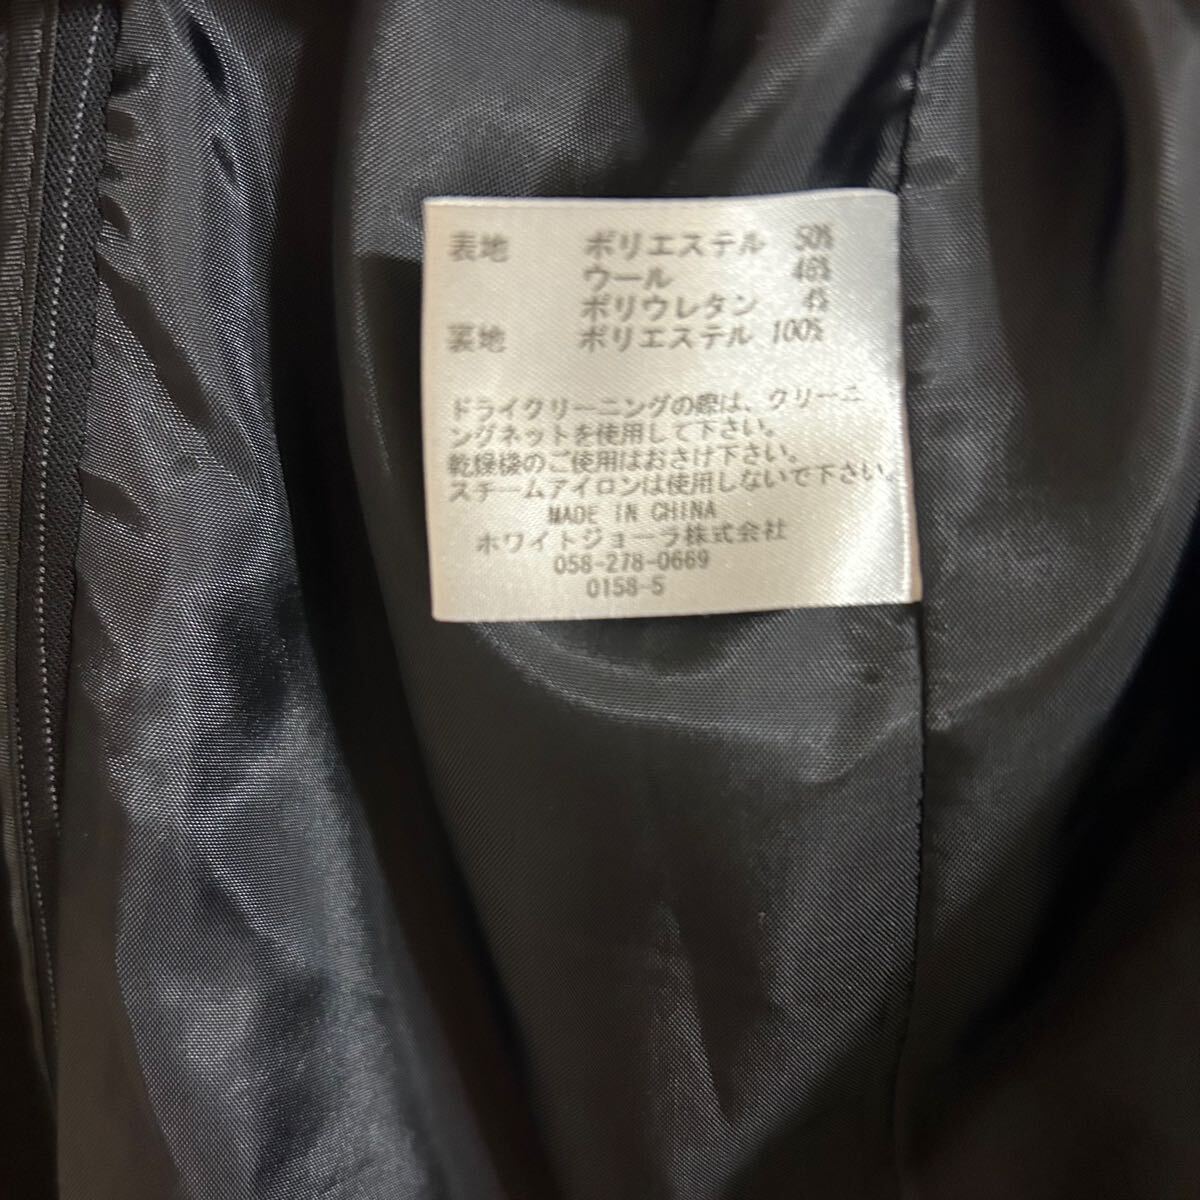 表地 ポリエステル 50%
ウール 46%
ポリウレタン 4%
裏地 ポリエステル 100%
ドライクリーニングの際は、クリーニ
ングネットを使用して下さい。
乾燥機のご使用はおさけ下さい。
スチームアイロンは使用しないで下さい。
MADE IN CHINA
ホワイトジョーラ株式会社
058-278-0669
0158-5